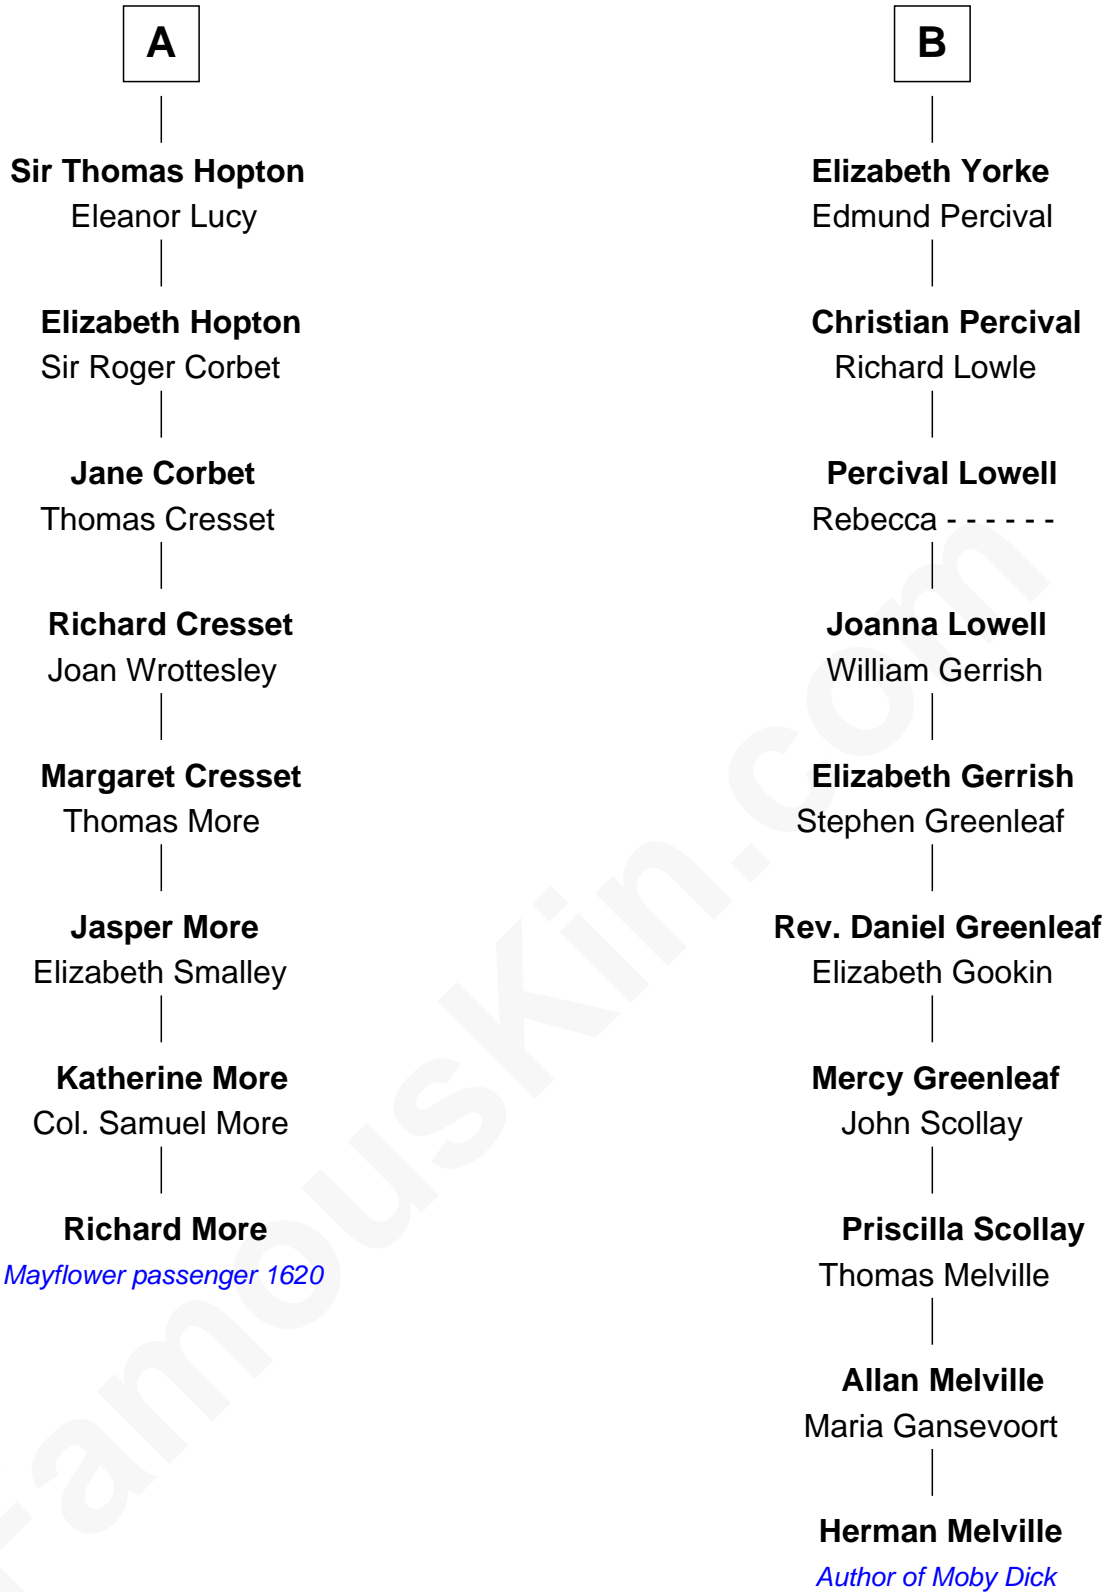 A
Sir Thomas Hopton
Eleanor Lucy
Elizabeth Hopton
Sir Roger Corbet
Jane Corbet
Thomas Cresset
Richard Cresset
Joan Wrottesley
Margaret Cresset
Thomas More
Jasper More
Elizabeth Smalley
Katherine More
Col. Samuel More
Richard More
Mayflower passenger 1620
B
Elizabeth Yorke
Edmund Percival
Christian Percival
Richard Lowle
Percival Lowell
Rebecca - - - - - -
Joanna Lowell
William Gerrish
Elizabeth Gerrish
Stephen Greenleaf
Rev. Daniel Greenleaf
Elizabeth Gookin
Mercy Greenleaf
John Scollay
Priscilla Scollay
Thomas Melville
Allan Melville
Maria Gansevoort
Herman Melville
Author of Moby Dick
FamousKin.com